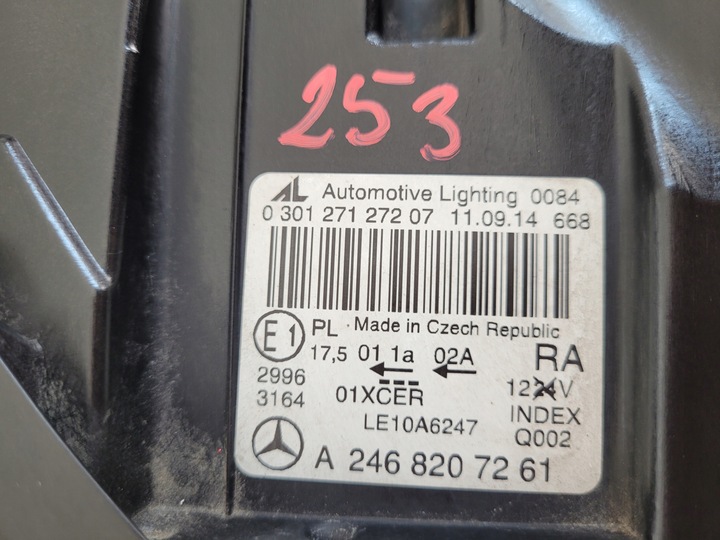 253
AL Automotive Lighting 0084
0 301 271 272 07 11.09.14 668
E1 PL · Made in Czech Republic
17,5 01 1a 02A RA
2996 01XCER 1224V
3164 LE10A6247 INDEX
Q002
A 246 820 72 61